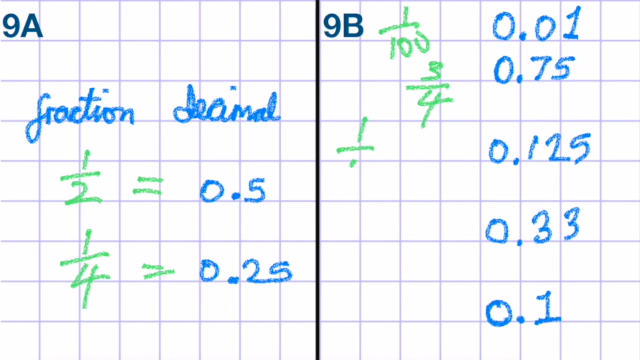 9A
fraction decimal
1/2 = 0.5
1/4 = 0.25
9B
1/100 0.01
3/4 0.75
1/ 0.125
0.33
0.1